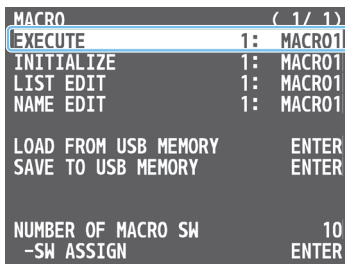 MACRO ( 1/ 1)
EXECUTE 1: MACRO1
INITIALIZE 1: MACRO1
LIST EDIT 1: MACRO1
NAME EDIT 1: MACRO1
LOAD FROM USB MEMORY ENTER
SAVE TO USB MEMORY ENTER
NUMBER OF MACRO SW 10
-SW ASSIGN ENTER